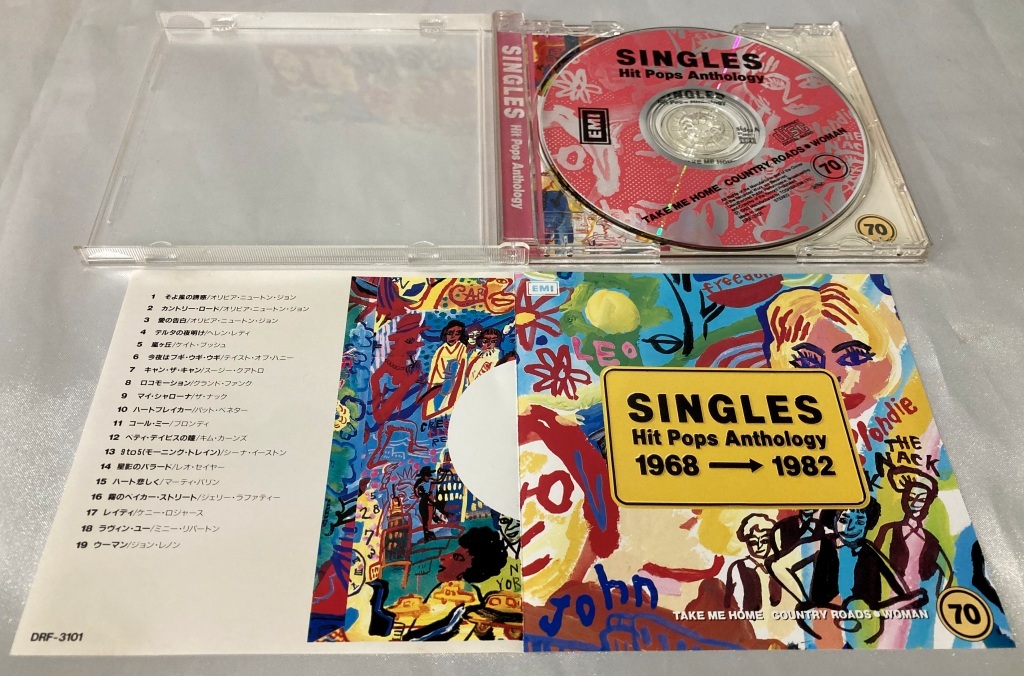 SINGLES Hit Pops Anthology
SINGLES
Hit Pops Anthology
EMI
SINGLES
Hit Pops Anthology
TAKE ME HOME COUNTRY ROADS • WOMAN
70
70
1 そよ風の誘惑/オリビア・ニュートン・ジョン
2 カントリー・ロード/オリビア・ニュートン・ジョン
3 愛の告白/オリビア・ニュートン・ジョン
4 デルタの夜明け/ヘレン・レディ
5 嵐ヶ丘/ケイト・ブッシュ
6 今夜はブギ・ウギ・ウギ/テイスト・オブ・ハニー
7 キャン・ザ・キャン/スージー・クアトロ
8 ロコモーション/グランド・ファンク
9 マイ・シャローナ/ザ・ナック
10 ハートブレイカー/パット・ベネター
11 コール・ミー/ブロンディ
12 ベティ・デイビスの瞳/キム・カーンズ
13 9 to 5(モーニング・トレイン)/シーナ・イーストン
14 星影のバラード/レオ・セイヤー
15 ハート悲しく/マーティ・バリン
16 霧のベイカー・ストリート/ジェリー・ラファティー
17 レイディ/ケニー・ロジャース
18 ラヴィン・ユー/ミニー・リパートン
19 ウーマン/ジョン・レノン
DRF-3101
EMI
freedom
LEO
SINGLES
Hit Pops Anthology
1968 → 1982
Blondie
THE
NACK
John
TAKE ME HOME COUNTRY ROADS • WOMAN
70